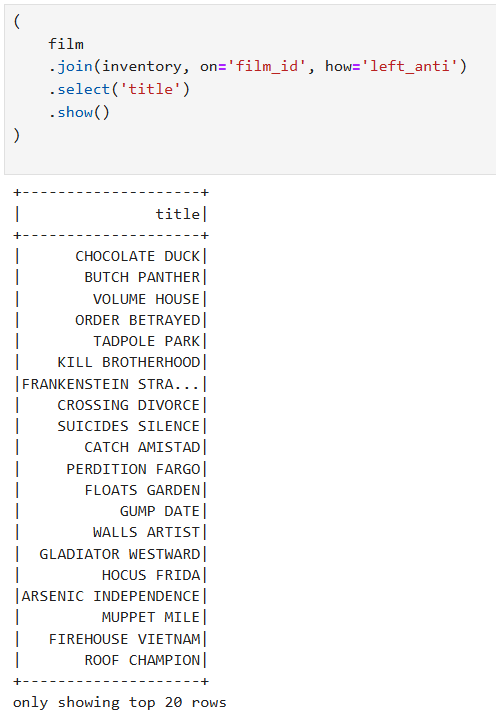 (
    film
    .join(inventory, on='film_id', how='left_anti')
    .select('title')
    .show()
)
+--------------------+
|               title|
+--------------------+
|      CHOCOLATE DUCK|
|       BUTCH PANTHER|
|        VOLUME HOUSE|
|      ORDER BETRAYED|
|        TADPOLE PARK|
|    KILL BROTHERHOOD|
|FRANKENSTEIN STRA...|
|    CROSSING DIVORCE|
|    SUICIDES SILENCE|
|       CATCH AMISTAD|
|     PERDITION FARGO|
|       FLOATS GARDEN|
|           GUMP DATE|
|        WALLS ARTIST|
|  GLADIATOR WESTWARD|
|         HOCUS FRIDA|
|ARSENIC INDEPENDENCE|
|         MUPPET MILE|
|   FIREHOUSE VIETNAM|
|       ROOF CHAMPION|
+--------------------+
only showing top 20 rows